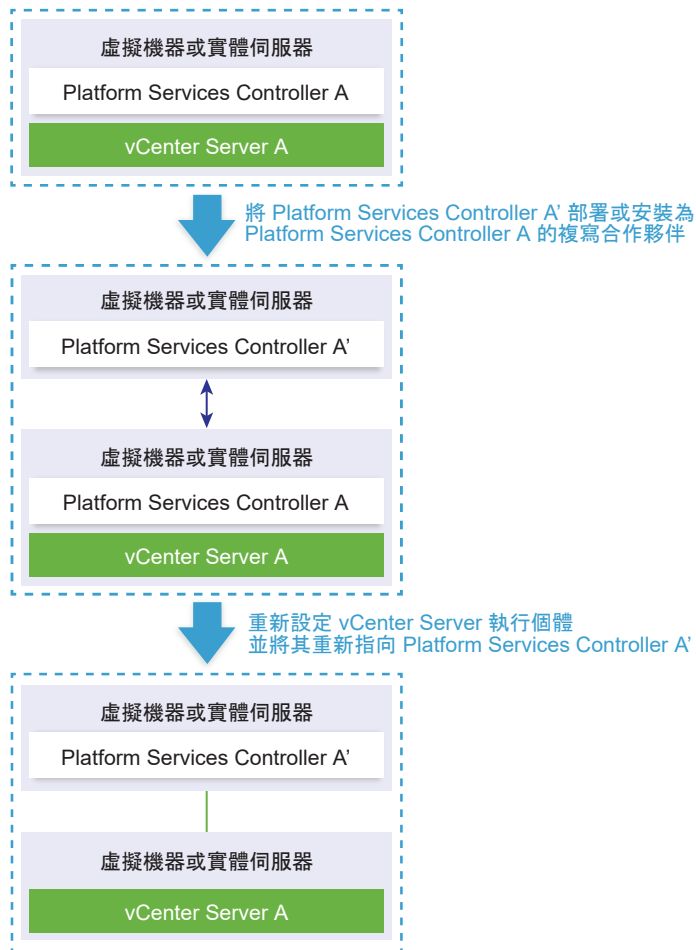 虛擬機器或實體伺服器
Platform Services Controller A
vCenter Server A
將 Platform Services Controller A’ 部署或安裝為
Platform Services Controller A 的複寫合作夥伴
虛擬機器或實體伺服器
Platform Services Controller A’
虛擬機器或實體伺服器
Platform Services Controller A
vCenter Server A
重新設定 vCenter Server 執行個體
並將其重新指向 Platform Services Controller A’
虛擬機器或實體伺服器
Platform Services Controller A’
虛擬機器或實體伺服器
vCenter Server A